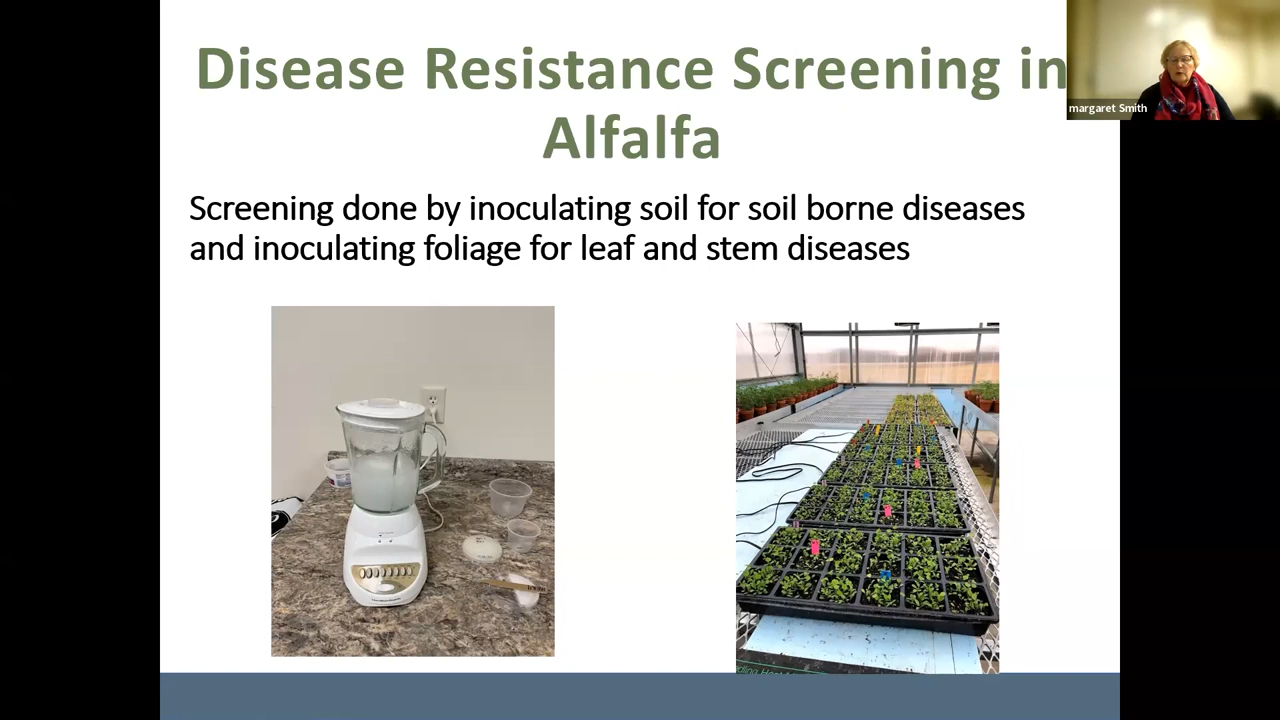 Disease Resistance Screening in
Alfalfa
margaret Smith
Screening done by inoculating soil for soil borne diseases
and inoculating foliage for leaf and stem diseases